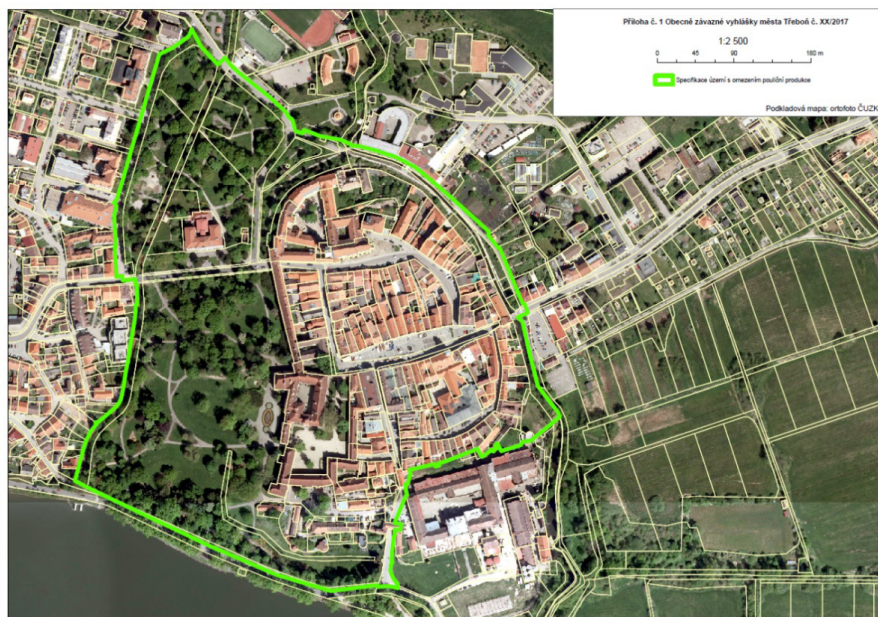 Příloha č. 1 Obecně závazné vyhlášky města Třeboň č. XX/2017
1:2 500
0 45 90 180 m
Specifikace území s omezením pouliční produkce
Podkladová mapa: ortofoto ČUZK